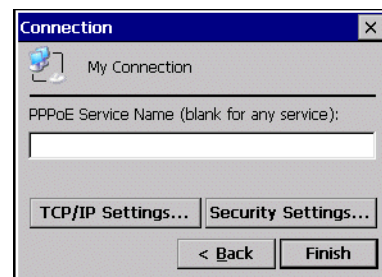 Connection
My Connection
PPPoE Service Name (blank for any service):
TCP/IP Settings... Security Settings...
< Back Finish